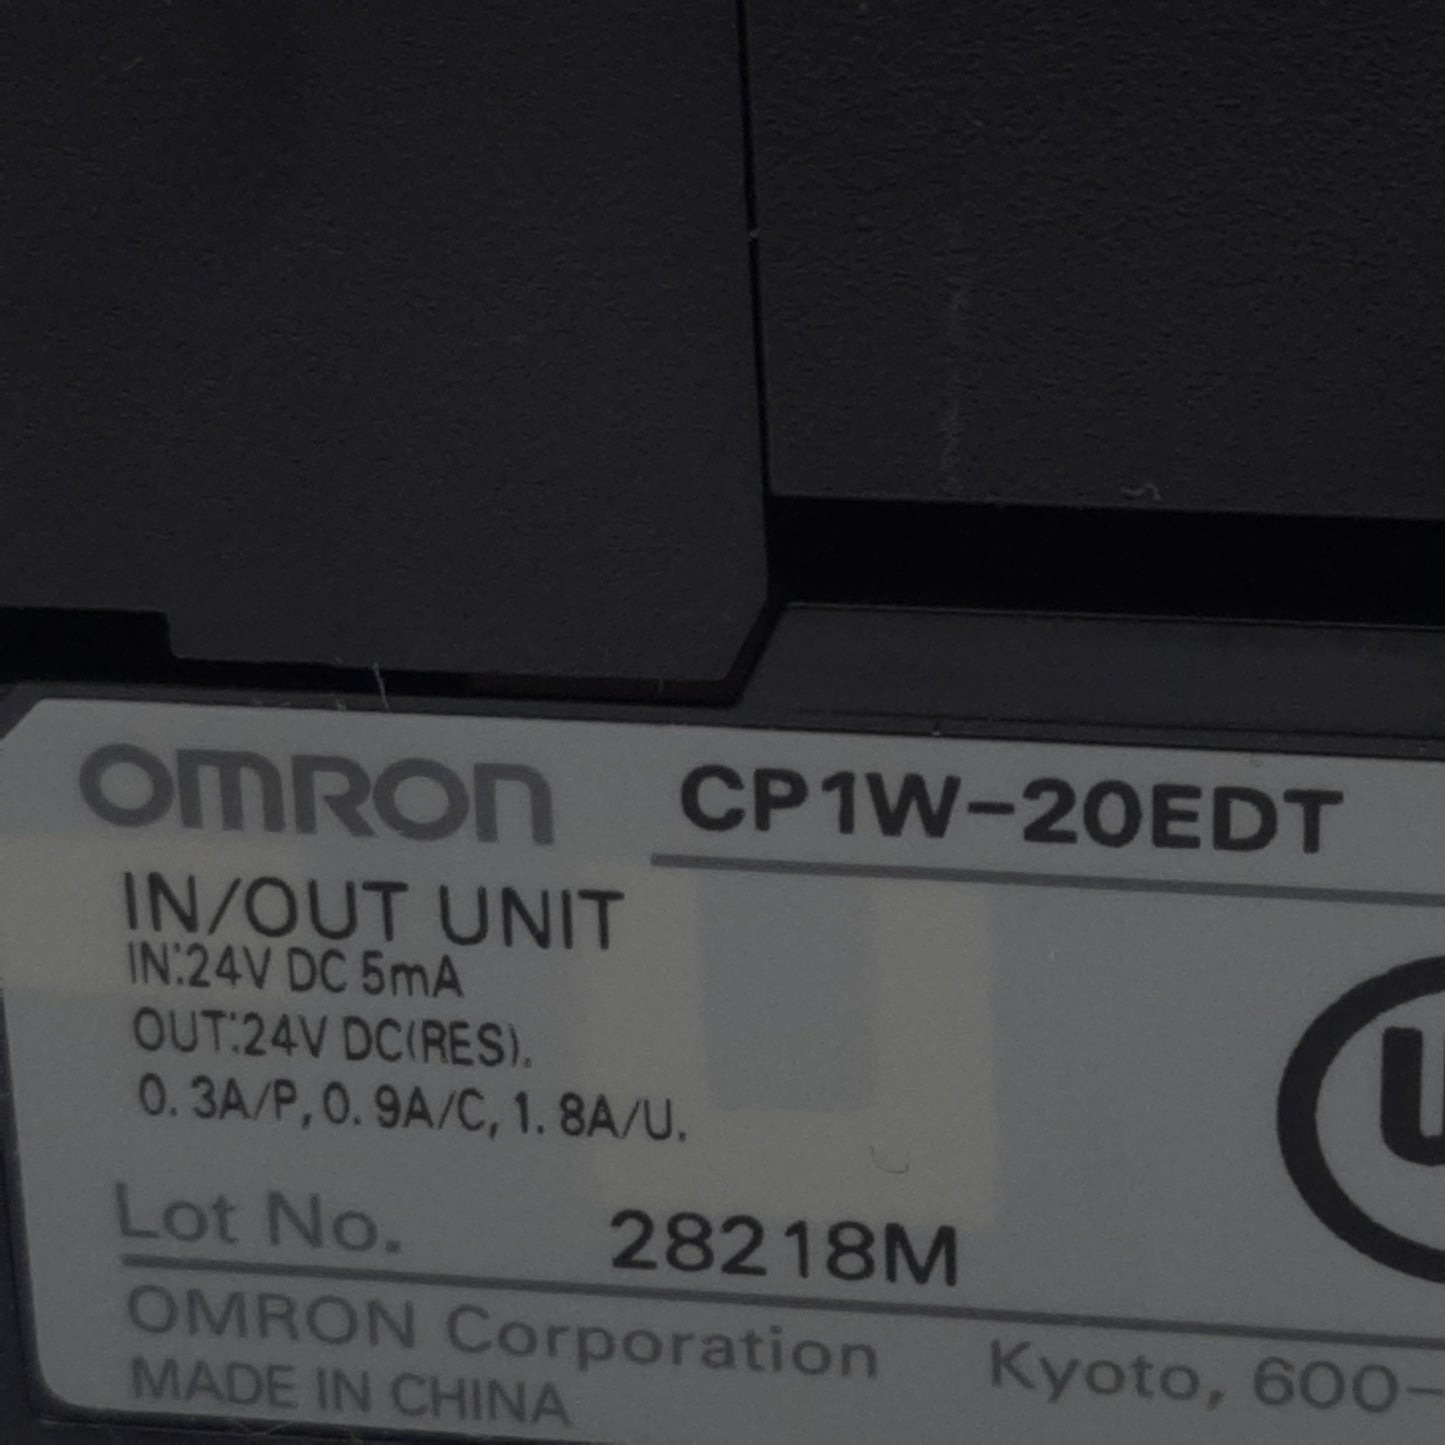 OMRON CP1W-20EDT
IN/OUT UNIT
IN:24V DC 5mA
OUT:24V DC(RES).
0.3A/P, 0.9A/C, 1.8A/U.
Lot No. 28218M
OMRON Corporation Kyoto, 600-
MADE IN CHINA